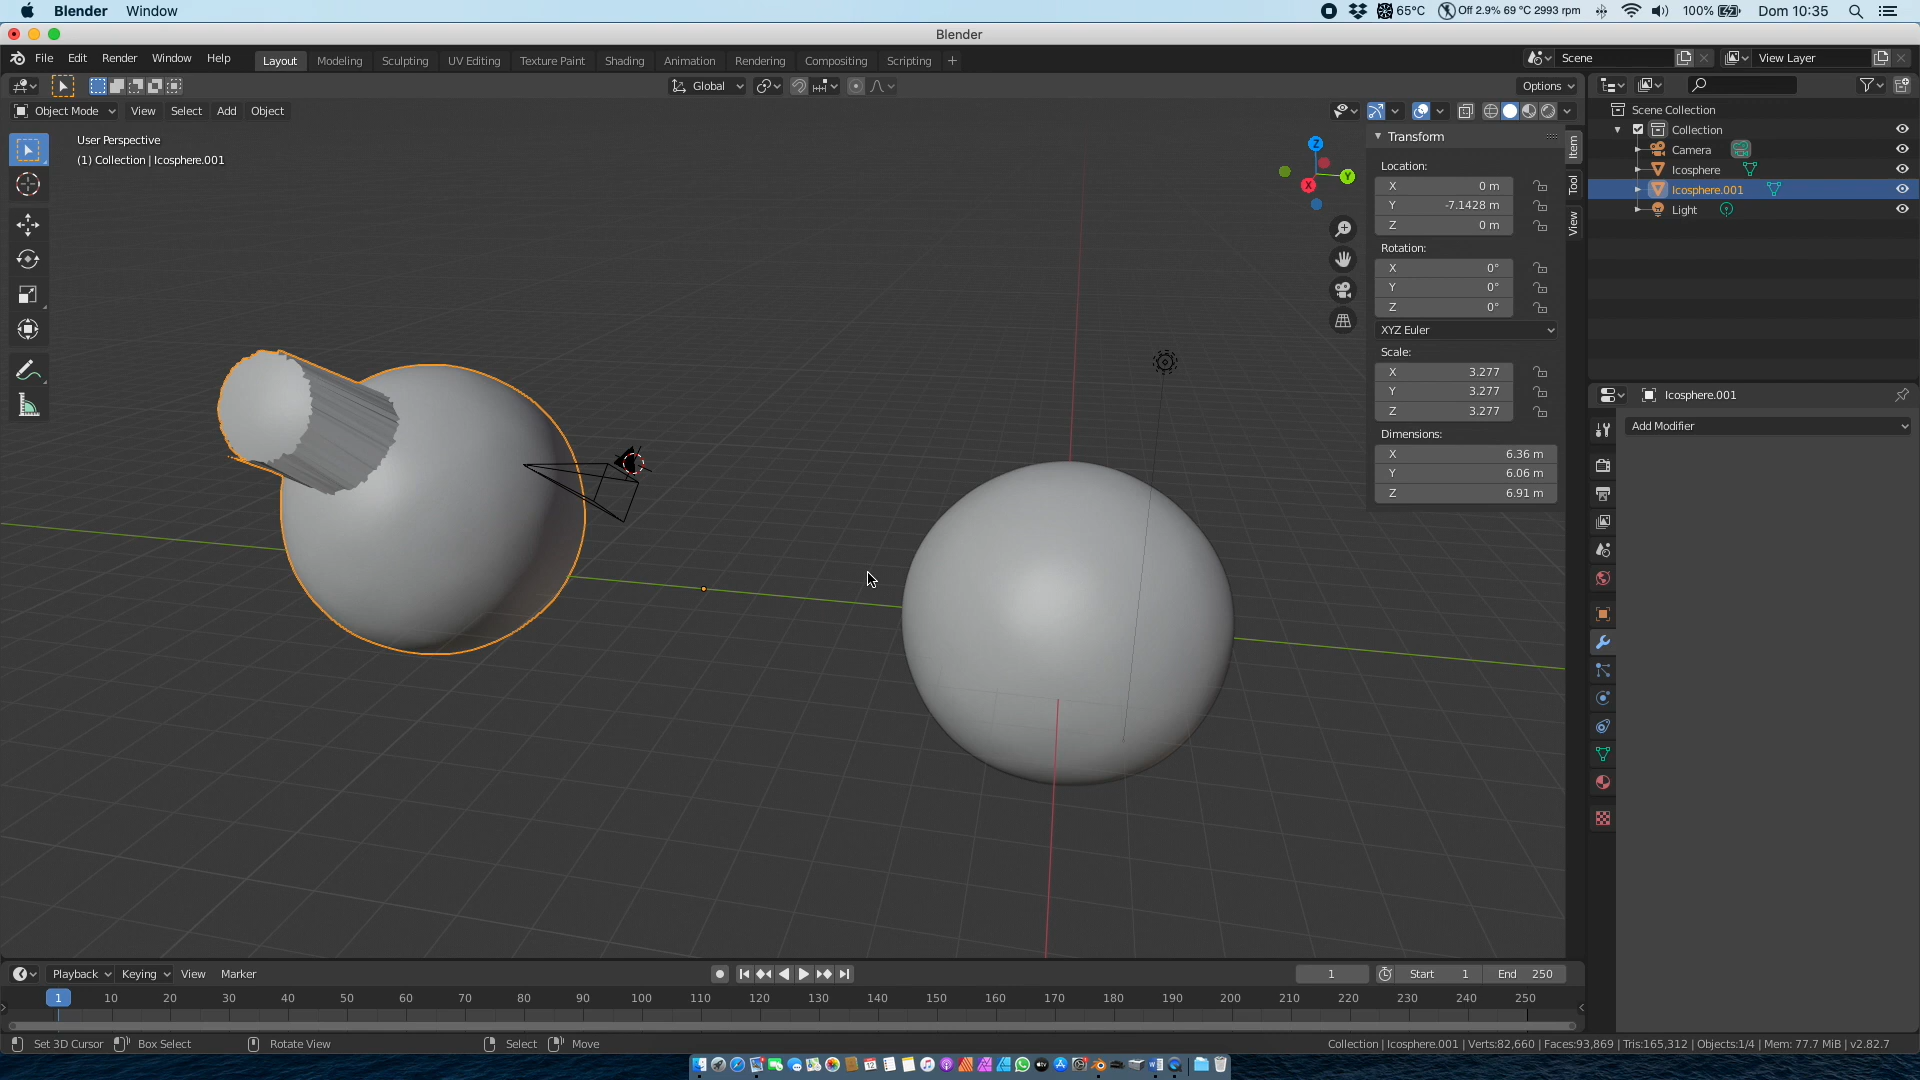 Blender Window 65°C Off 2.9% 69 °C 2993 rpm 100% Dom 10:35
Blender
File Edit Render Window Help Layout Modeling Sculpting UV Editing Texture Paint Shading Animation Rendering Compositing Scripting + Scene View Layer
Global Options
Object Mode View Select Add Object
User Perspective
(1) Collection | Icosphere.001
Z
Y
X
Transform
Location:
X 0 m
Y -7.1428 m
Z 0 m
Rotation:
X 0°
Y 0°
Z 0°
XYZ Euler
Scale:
X 3.277
Y 3.277
Z 3.277
Dimensions:
X 6.36 m
Y 6.06 m
Z 6.91 m
Item
Tool
View
Scene Collection
Collection
Camera
Icosphere
Icosphere.001
Light
Icosphere.001
Add Modifier
Playback Keying View Marker 1 Start 1 End 250
1 10 20 30 40 50 60 70 80 90 100 110 120 130 140 150 160 170 180 190 200 210 220 230 240 250
Set 3D Cursor Box Select Rotate View Select Move Collection | Icosphere.001 | Verts:82,660 | Faces:93,869 | Tris:165,312 | Objects:1/4 | Mem: 77.7 MiB | v2.82.7